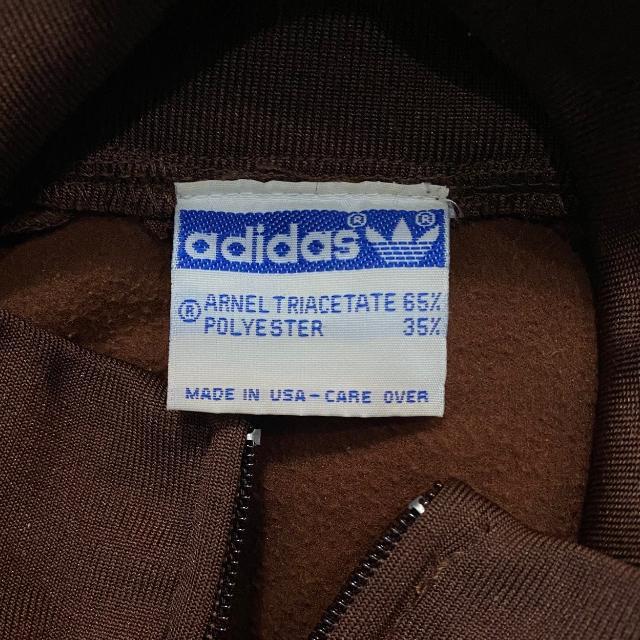 adidas® ®
® ARNEL TRIACETATE 65%
POLYESTER 35%
MADE IN USA - CARE OVER